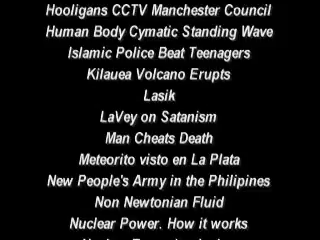 Hooligans CCTV Manchester Council
Human Body Cymatic Standing Wave
Islamic Police Beat Teenagers
Kilauea Volcano Erupts
Lasik
LaVey on Satanism
Man Cheats Death
Meteorito visto en La Plata
New People's Army in the Philipines
Non Newtonian Fluid
Nuclear Power. How it works